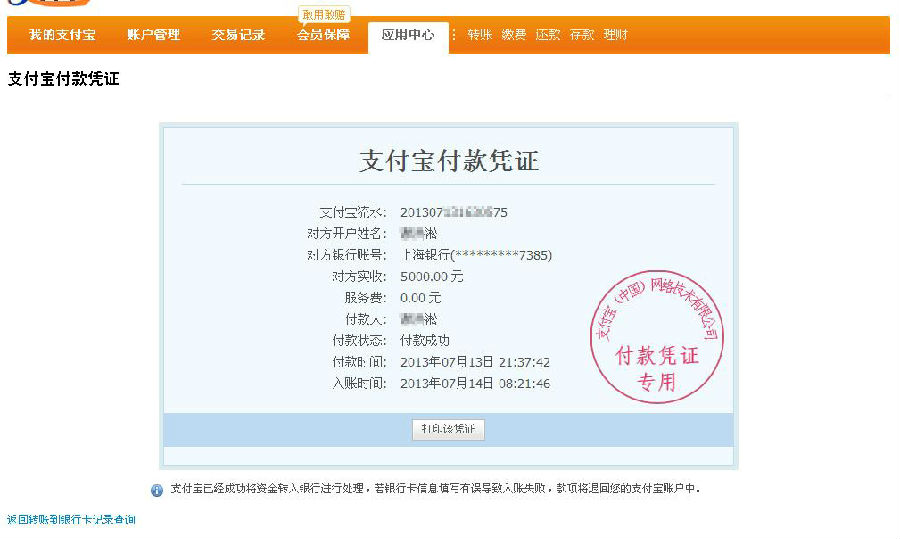 敢用敢赔
我的支付宝 账户管理 交易记录 会员保障 应用中心 转账 缴费 还款 存款 理财
支付宝付款凭证
支付宝付款凭证
支付宝流水: 201307 75
对方开户姓名: 淞
对方银行账号: 上海银行(*********7385)
对方实收: 5000.00 元
服务费: 0.00 元
付款人: 淞
付款状态: 付款成功
付款时间: 2013年07月13日 21:37:42
入账时间: 2013年07月14日 08:21:46
支付宝（中国）网络技术有限公司
付款凭证
专用
打印该凭证
支付宝已经成功将资金转入银行进行处理，若银行卡信息填写有误导致入账失败，款项将退回您的支付宝账户中。
返回转账到银行卡记录查询